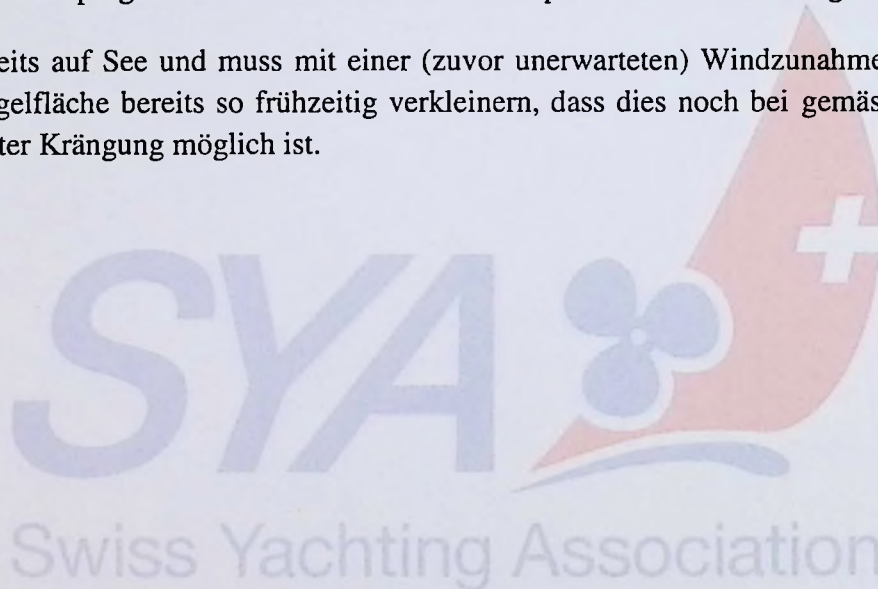 eits auf See und muss mit einer (zuvor unerwarteten) Windzunahme
gelfläche bereits so frühzeitig verkleinern, dass dies noch bei gemäs
ter Krängung möglich ist.
SYA
Swiss Yachting Association